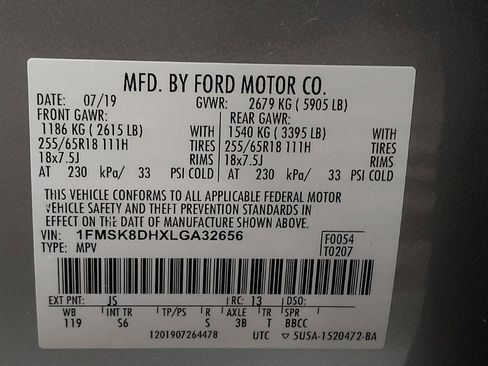 MFD. BY FORD MOTOR CO.
DATE: 07/19 GVWR: 2679 KG ( 5905 LB)
FRONT GAWR: REAR GAWR:
1186 KG ( 2615 LB) WITH 1540 KG ( 3395 LB) WITH
255/65R18 111H TIRES 255/65R18 111H TIRES
18x7.5J RIMS 18x7.5J RIMS
AT 230 kPa/ 33 PSI COLD AT 230 kPa/ 33 PSI COLD
THIS VEHICLE CONFORMS TO ALL APPLICABLE FEDERAL MOTOR
VEHICLE SAFETY AND THEFT PREVENTION STANDARDS IN
EFFECT ON THE DATE OF MANUFACTURE SHOWN ABOVE.
VIN: 1FMSK8DHXLGA32656 F0054
TYPE: MPV T0207
EXT PNT: JS RC: 13 DSO:
WB INT TR TP/PS R AXLE TR SPR
119 S6 S 3B T BBCC
1201907264478 UTC ▽ 5U5A-1520472-BA